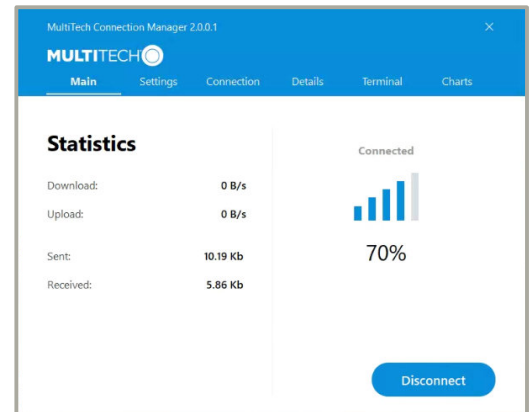 MultiTech Connection Manager 2.0.0.1
MULTITECH
Main Settings Connection Details Terminal Charts
Statistics
Connected
Download: 0 B/s
Upload: 0 B/s
70%
Sent: 10.19 Kb
Received: 5.86 Kb
Disconnect